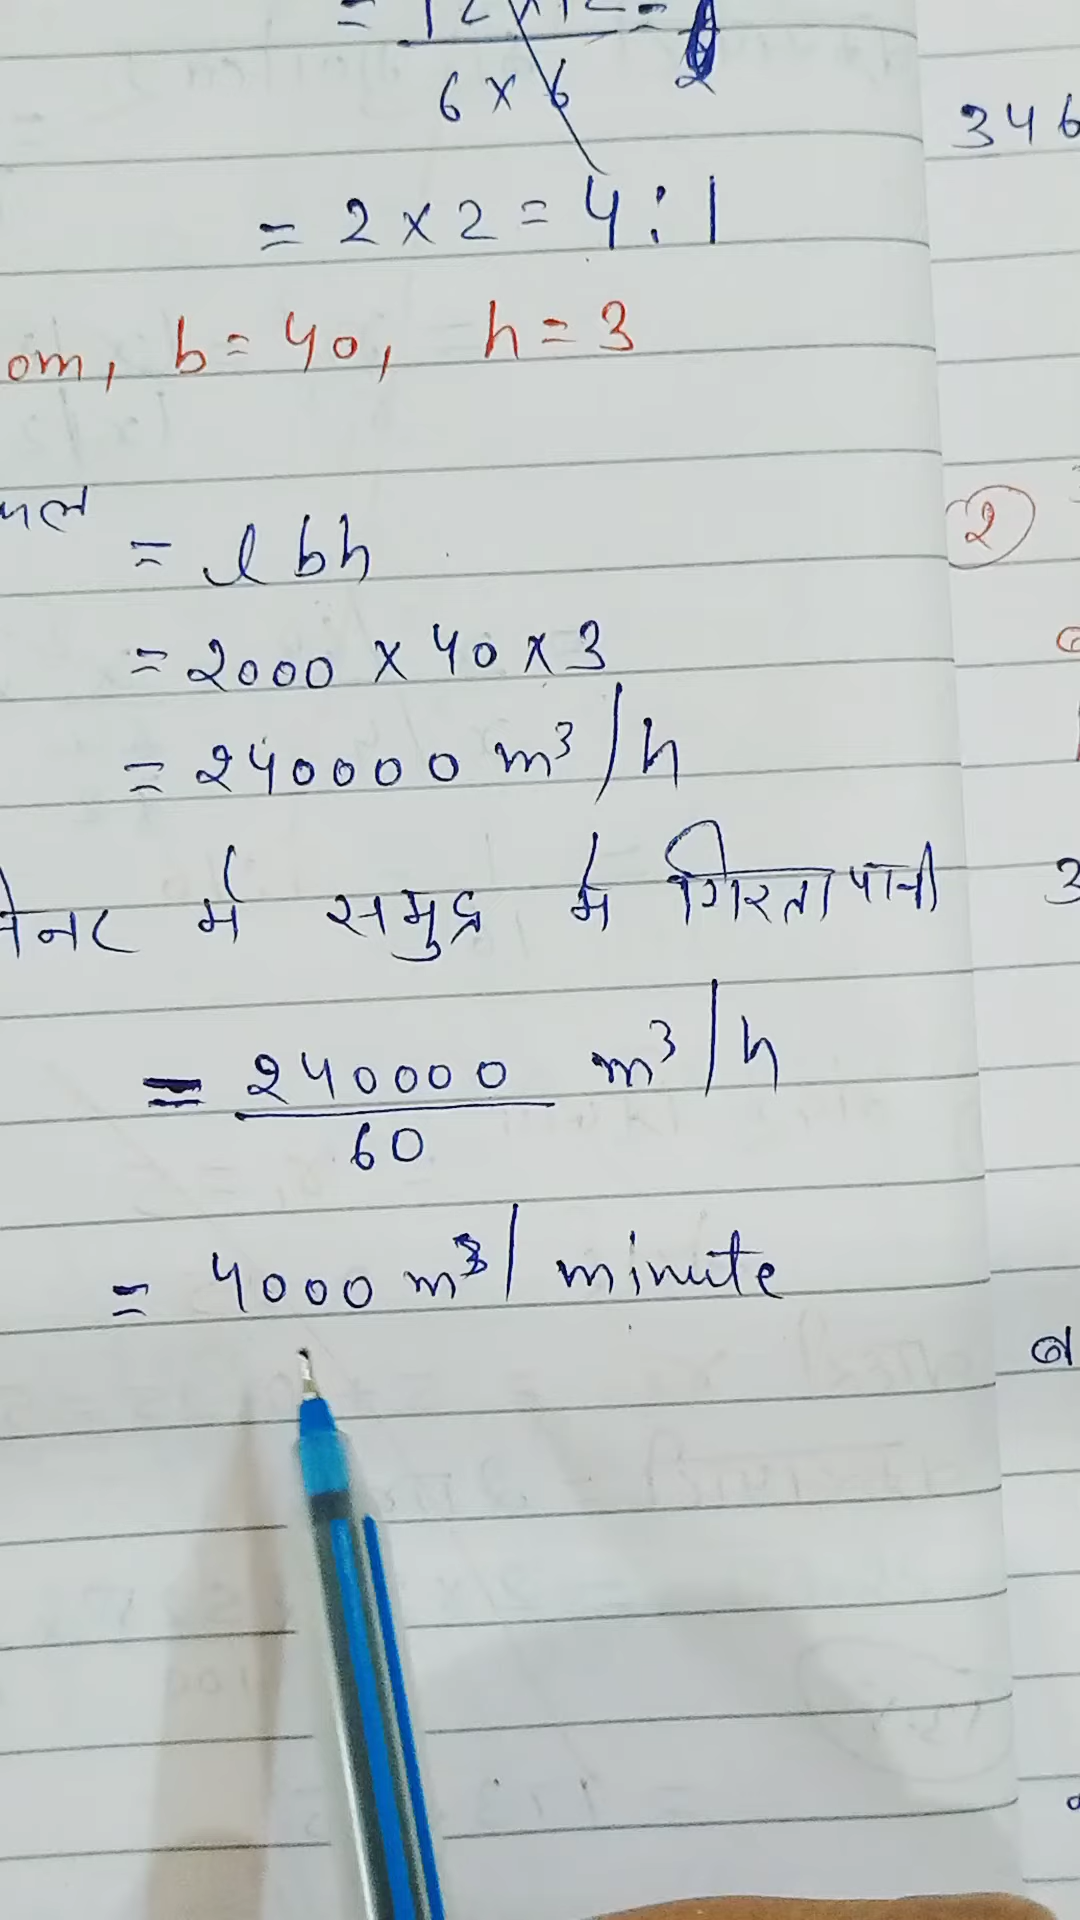 6 x 6
= 2 x 2 = 4 : 1
346
om, b = 40, h = 3
= lbh
2
= 2000 x 40 x 3
= 240000 m³/h
में समुद्र में गिरता पानी
= 240000 m³/h
60
= 4000 m³/minute